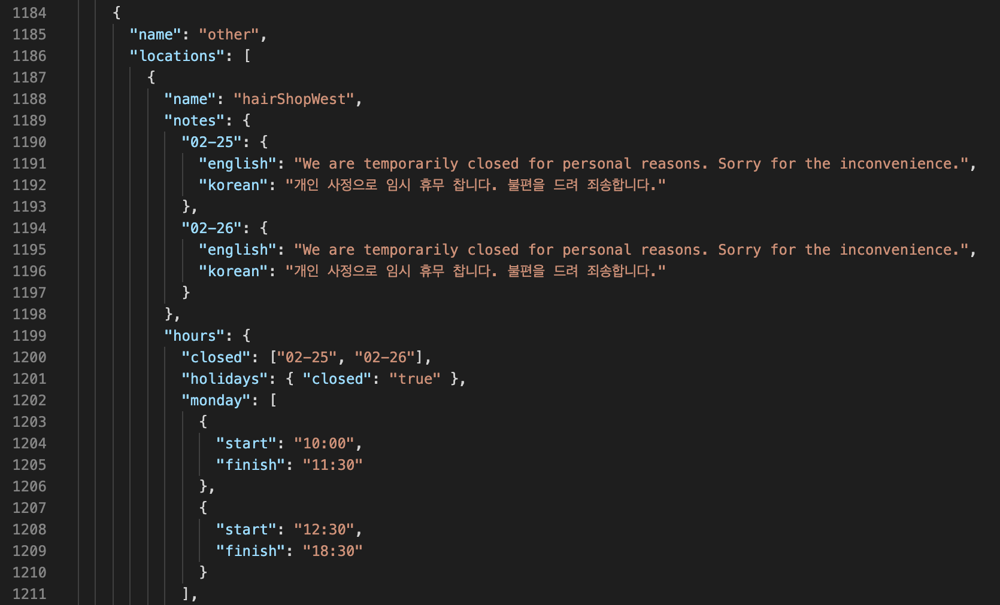 1184 {
1185 "name": "other",
1186 "locations": [
1187 {
1188 "name": "hairShopWest",
1189 "notes": {
1190 "02-25": {
1191 "english": "We are temporarily closed for personal reasons. Sorry for the inconvenience.",
1192 "korean": "개인 사정으로 임시 휴무 찹니다. 불편을 드려 죄송합니다."
1193 },
1194 "02-26": {
1195 "english": "We are temporarily closed for personal reasons. Sorry for the inconvenience.",
1196 "korean": "개인 사정으로 임시 휴무 찹니다. 불편을 드려 죄송합니다."
1197 }
1198 },
1199 "hours": {
1200 "closed": ["02-25", "02-26"],
1201 "holidays": { "closed": "true" },
1202 "monday": [
1203 {
1204 "start": "10:00",
1205 "finish": "11:30"
1206 },
1207 {
1208 "start": "12:30",
1209 "finish": "18:30"
1210 }
1211 ],